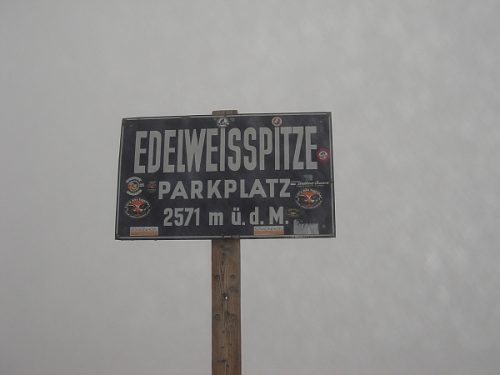 EDELWEISSPITZE
PARKPLATZ
2571 m ü. d. M.